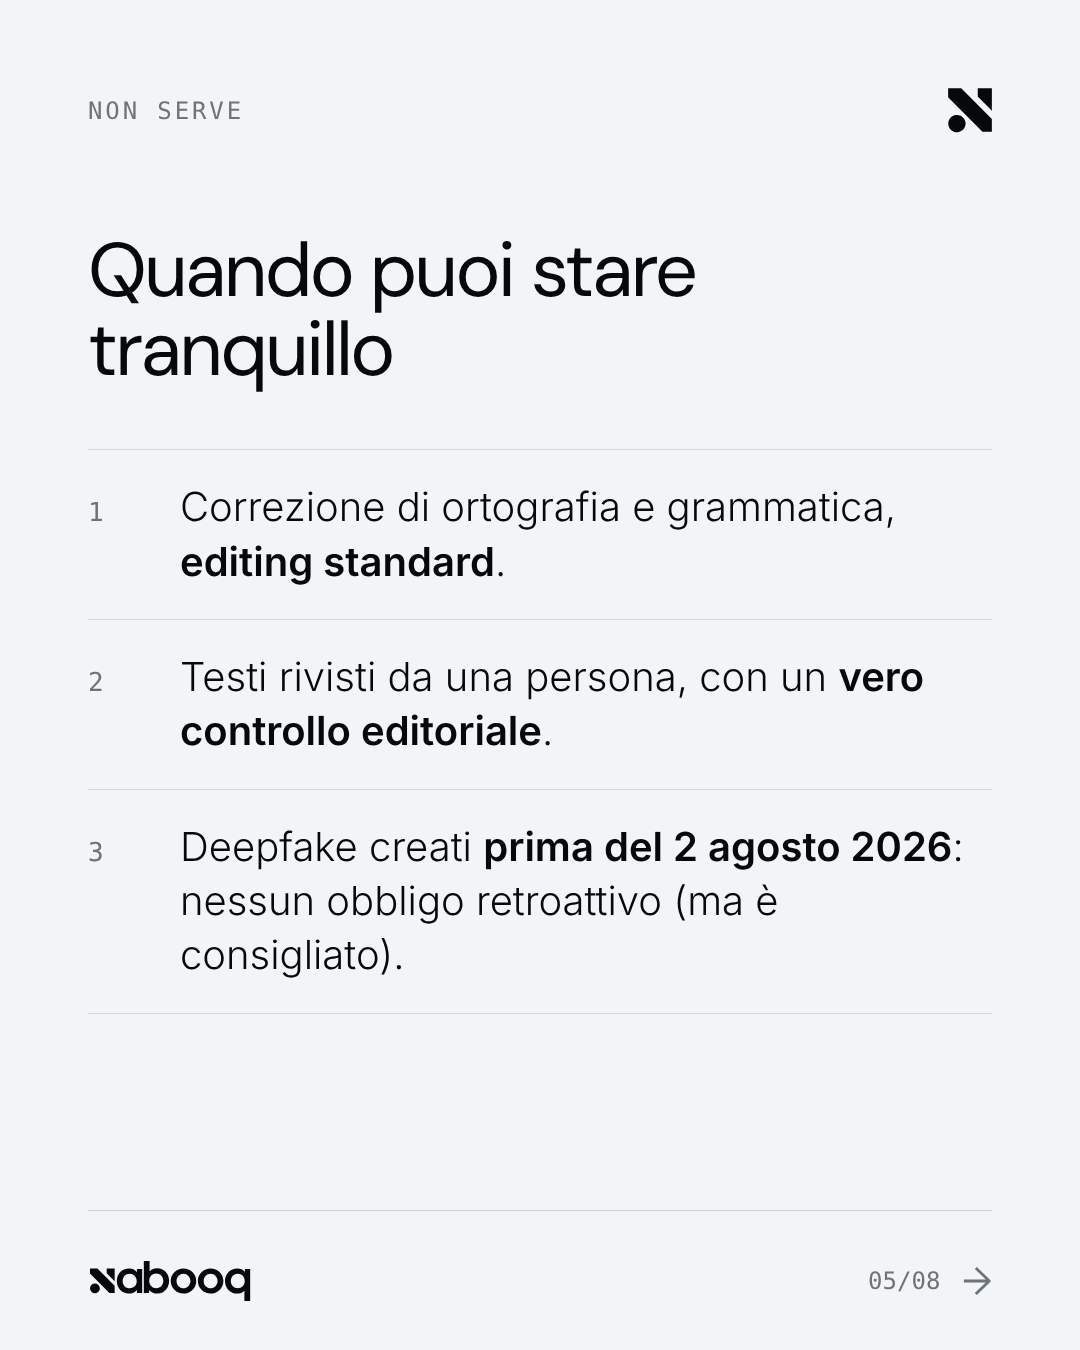 NON SERVE
Quando puoi stare
tranquillo
1
Correzione di ortografia e grammatica,
editing standard.
2
Testi rivisti da una persona, con un vero
controllo editoriale.
3
Deepfake creati prima del 2 agosto 2026:
nessun obbligo retroattivo (ma è
consigliato).
nabooq
05/08